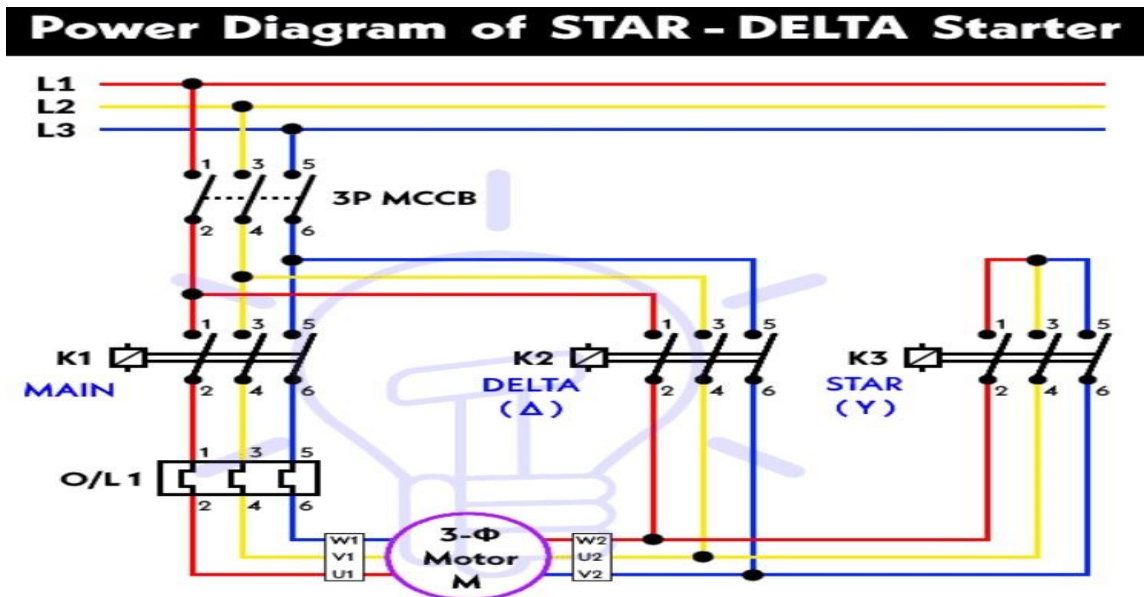 Power Diagram of STAR - DELTA Starter
L1
L2
L3
1 3 5
3P MCCB
2 4 6
1 3 5 1 3 5 1 3 5
K1 K2 K3
MAIN DELTA STAR
2 4 6 2 4 6 2 4 6
(Δ) (Y)
1 3 5
O/L 1
2 4 6
3-Φ
W1 Motor W2
V1 M U2
U1 V2